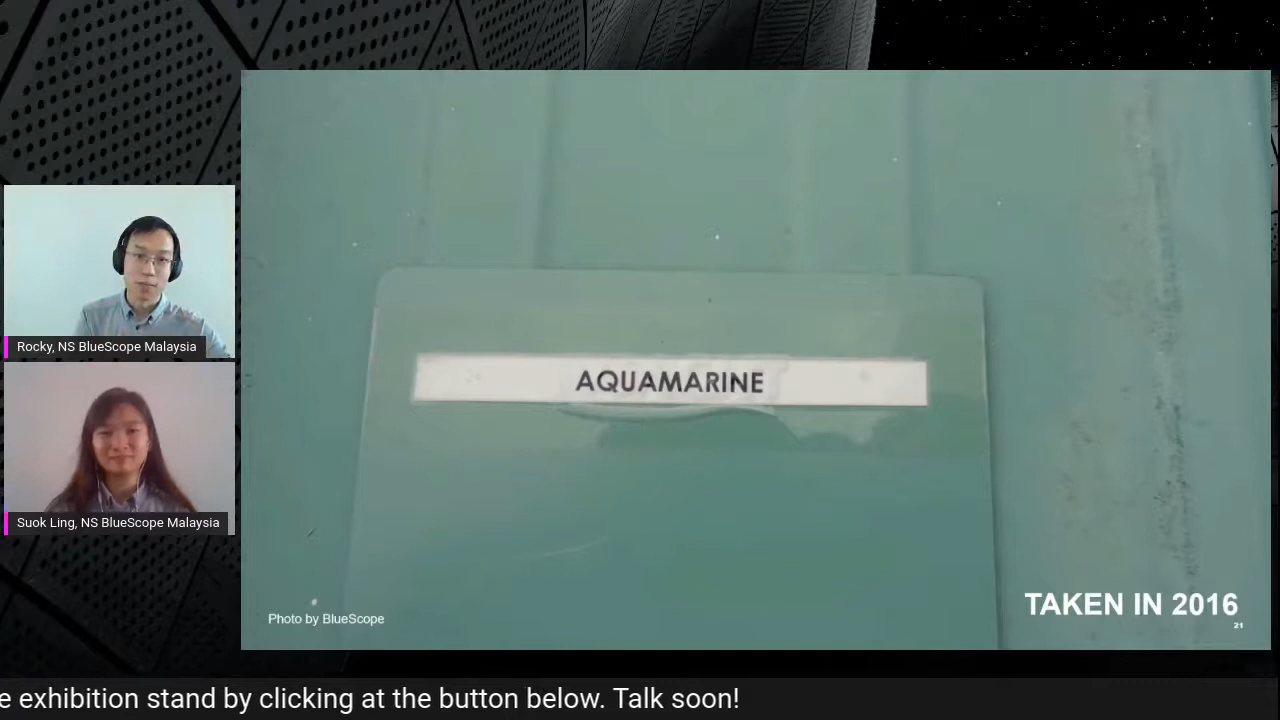 Rocky, NS BlueScope Malaysia
Suok Ling, NS BlueScope Malaysia
AQUAMARINE
Photo by BlueScope
TAKEN IN 2016
21
e exhibition stand by clicking at the button below. Talk soon!